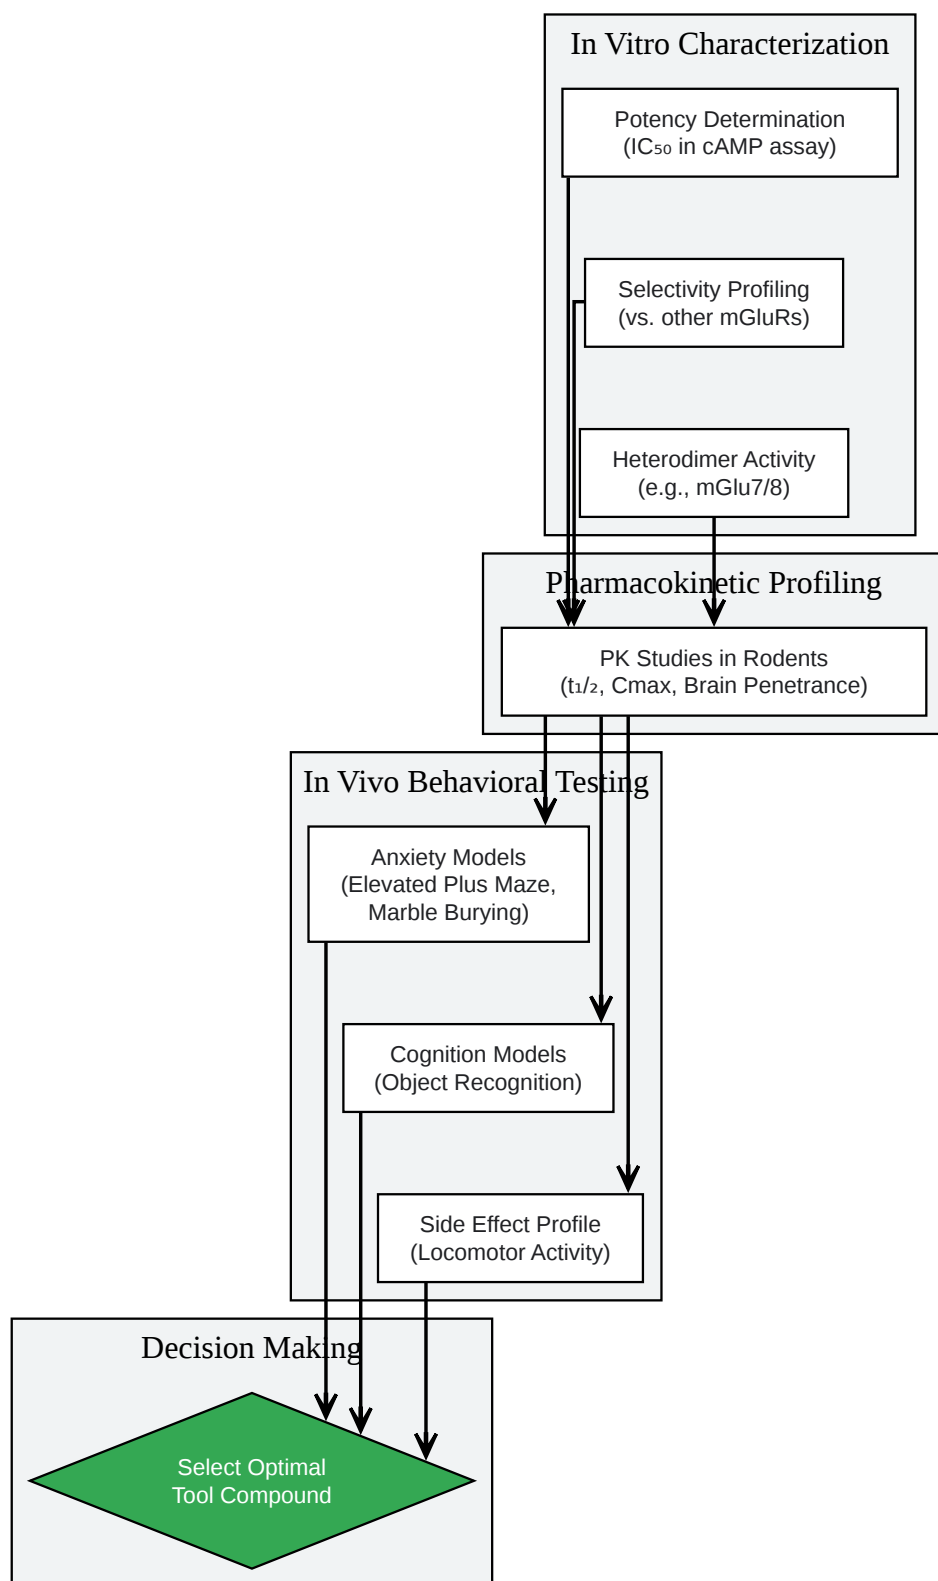 In Vitro Characterization
Potency Determination
(IC₅₀ in cAMP assay)
Selectivity Profiling
(vs. other mGluRs)
Heterodimer Activity
(e.g., mGlu7/8)
Pharmacokinetic Profiling
PK Studies in Rodents
(t₁/₂, Cmax, Brain Penetrance)
In Vivo Behavioral Testing
Anxiety Models
(Elevated Plus Maze,
Marble Burying)
Cognition Models
(Object Recognition)
Side Effect Profile
(Locomotor Activity)
Decision Making
Select Optimal
Tool Compound